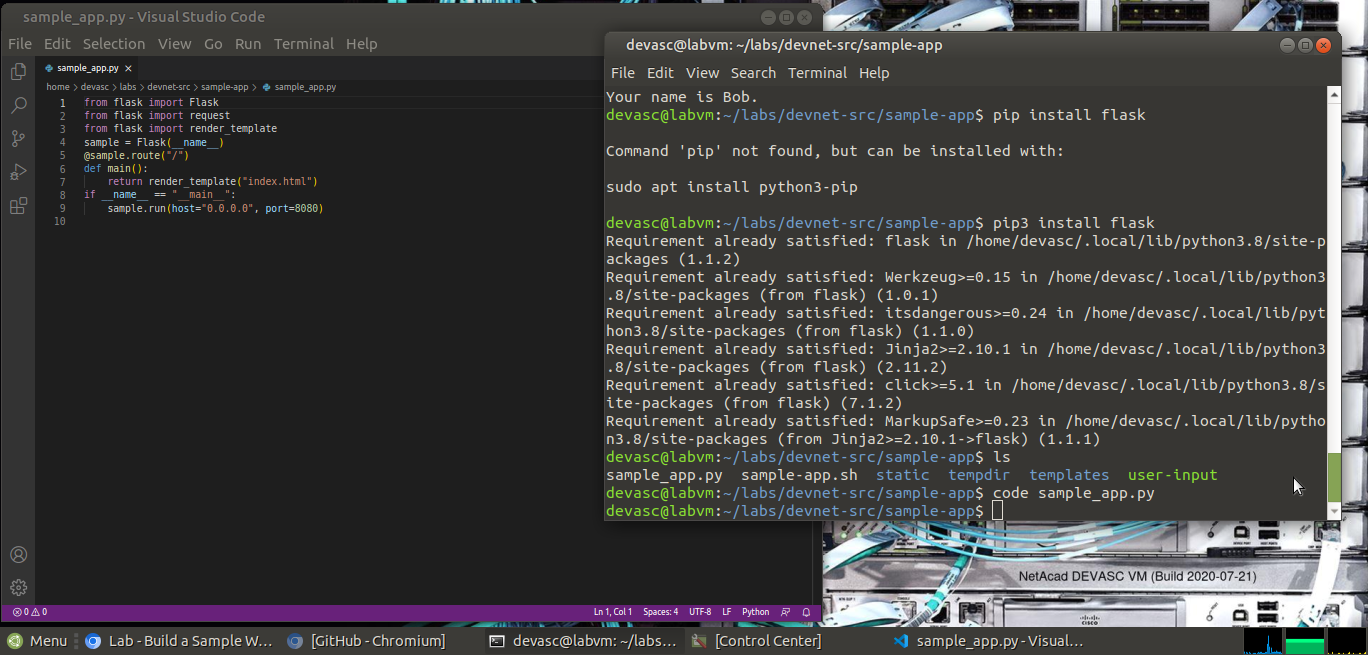 sample_app.py - Visual Studio Code
File Edit Selection View Go Run Terminal Help
sample_app.py ×
home > devasc > labs > devnet-src > sample-app > sample_app.py
1 from flask import Flask
2 from flask import request
3 from flask import render_template
4 sample = Flask(__name__)
5 @sample.route("/")
6 def main():
7 return render_template("index.html")
8 if __name__ == "__main__":
9 sample.run(host="0.0.0.0", port=8080)
10
0 0
Ln 1, Col 1 Spaces: 4 UTF-8 LF Python
devasc@labvm: ~/labs/devnet-src/sample-app
File Edit View Search Terminal Help
Your name is Bob.
devasc@labvm:~/labs/devnet-src/sample-app$ pip install flask
Command 'pip' not found, but can be installed with:
sudo apt install python3-pip
devasc@labvm:~/labs/devnet-src/sample-app$ pip3 install flask
Requirement already satisfied: flask in /home/devasc/.local/lib/python3.8/site-p
ackages (1.1.2)
Requirement already satisfied: Werkzeug>=0.15 in /home/devasc/.local/lib/python3
.8/site-packages (from flask) (1.0.1)
Requirement already satisfied: itsdangerous>=0.24 in /home/devasc/.local/lib/pyt
hon3.8/site-packages (from flask) (1.1.0)
Requirement already satisfied: Jinja2>=2.10.1 in /home/devasc/.local/lib/python3
.8/site-packages (from flask) (2.11.2)
Requirement already satisfied: click>=5.1 in /home/devasc/.local/lib/python3.8/s
ite-packages (from flask) (7.1.2)
Requirement already satisfied: MarkupSafe>=0.23 in /home/devasc/.local/lib/pytho
n3.8/site-packages (from Jinja2>=2.10.1->flask) (1.1.1)
devasc@labvm:~/labs/devnet-src/sample-app$ ls
sample_app.py sample-app.sh static tempdir templates user-input
devasc@labvm:~/labs/devnet-src/sample-app$ code sample_app.py
devasc@labvm:~/labs/devnet-src/sample-app$
NetAcad DEVASC VM (Build 2020-07-21)
CISCO
Menu Lab - Build a Sample W... [GitHub - Chromium] devasc@labvm: ~/labs... [Control Center] sample_app.py - Visual...